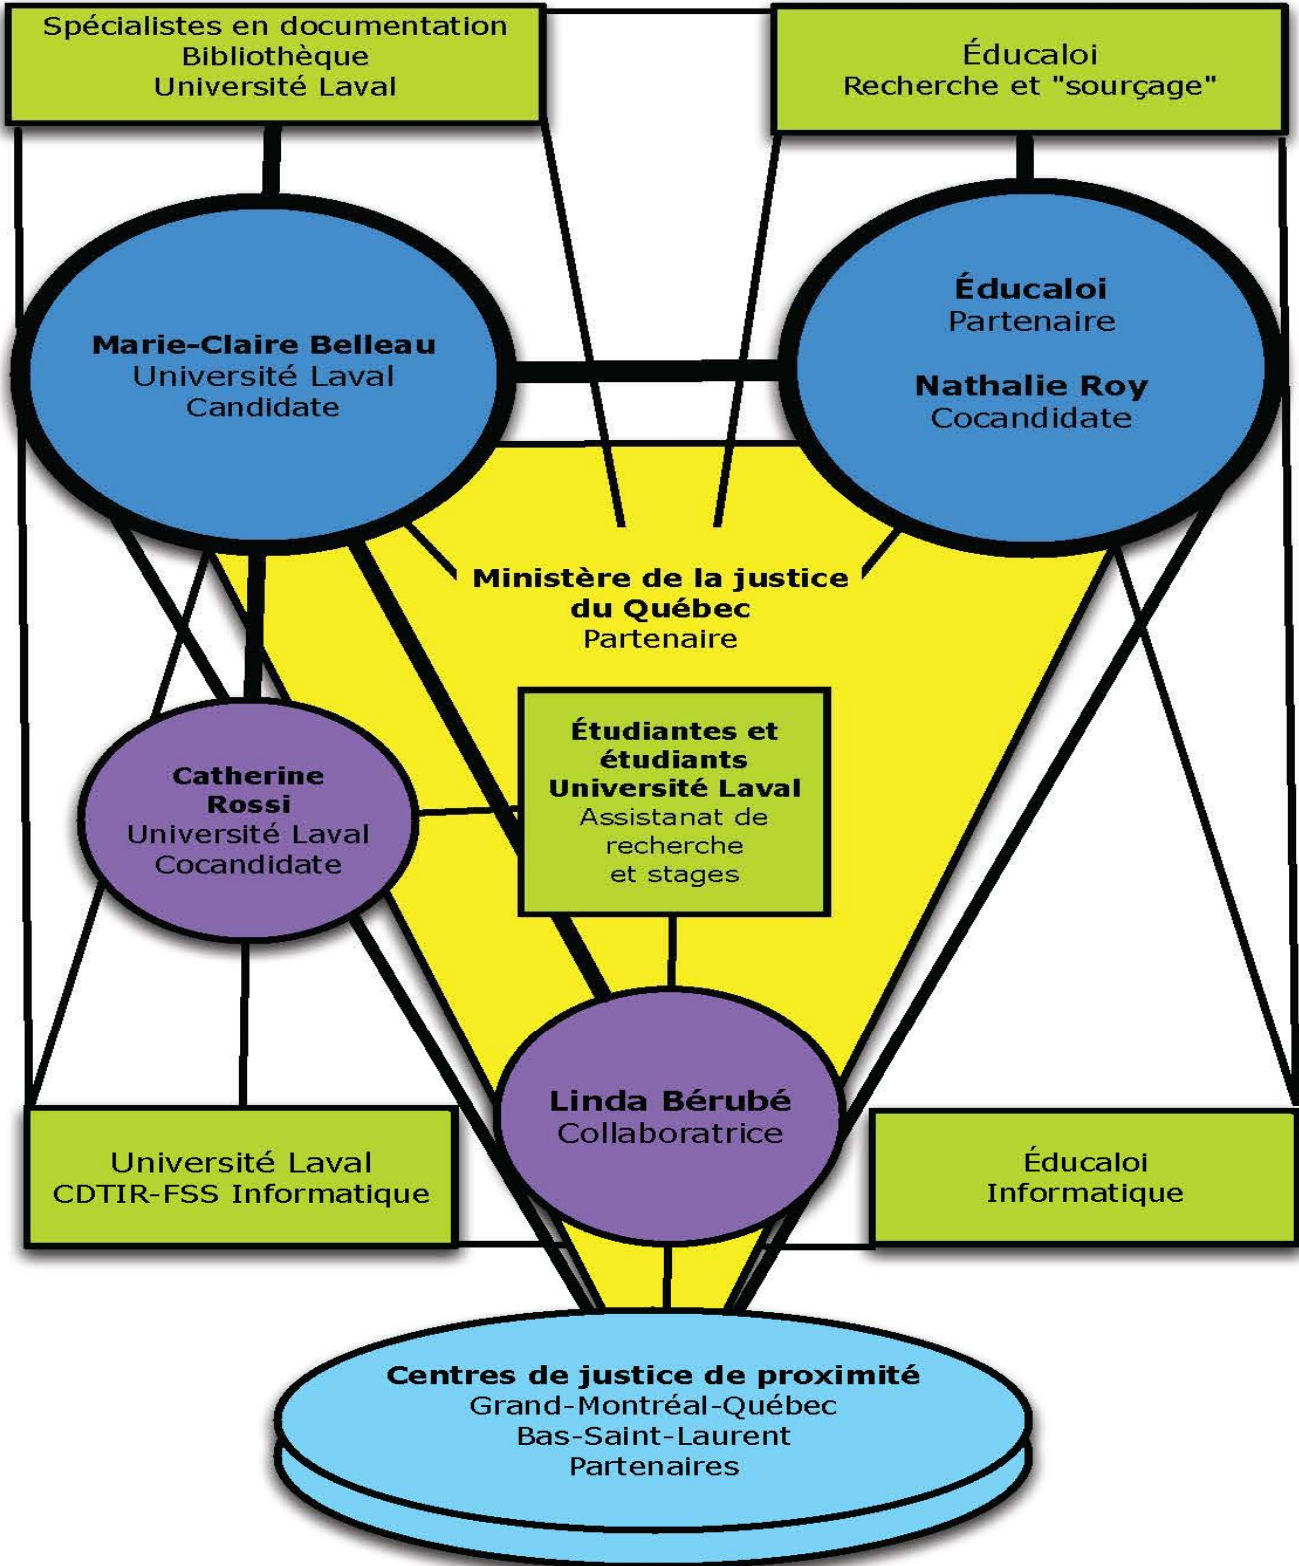 Spécialistes en documentation
Bibliothèque
Université Laval
Éducaloi
Recherche et "sourçage"
Marie-Claire Belleau
Université Laval
Candidate
Éducaloi
Partenaire
Nathalie Roy
Cocandidate
Ministère de la justice
du Québec
Partenaire
Étudiantes et
étudiants
Université Laval
Assistanat de
recherche
et stages
Catherine
Rossi
Université Laval
Cocandidate
Linda Bérubé
Collaboratrice
Université Laval
CDTIR-FSS Informatique
Éducaloi
Informatique
Centres de justice de proximité
Grand-Montréal-Québec
Bas-Saint-Laurent
Partenaires